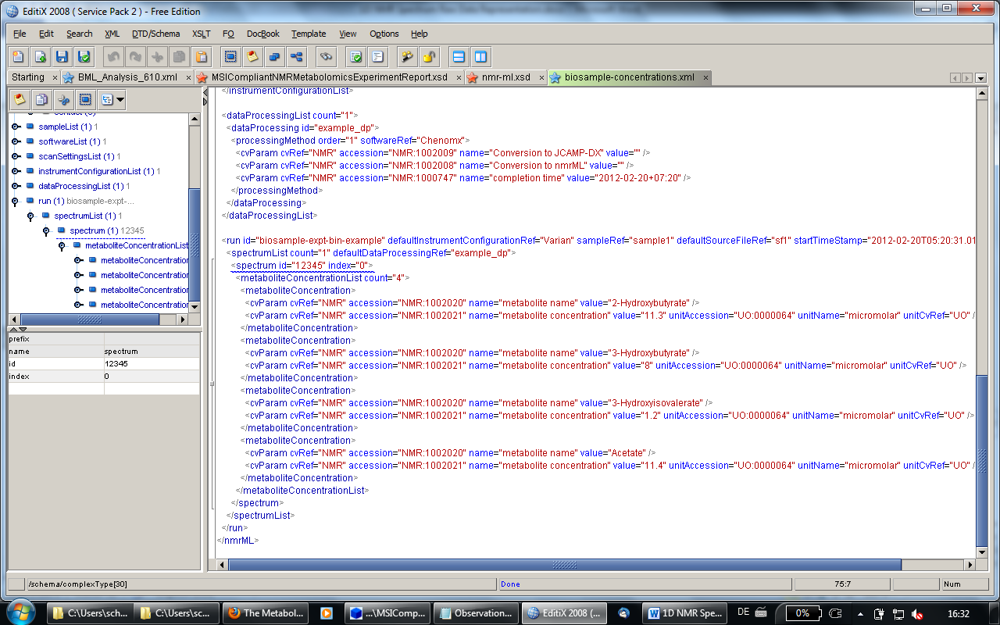 EditiX 2008 ( Service Pack 2 ) - Free Edition
File Edit Search XML DTD/Schema XSLT FO DocBook Template View Options Help
Starting × BML_Analysis_610.xml × MSICompliantNMRMetabolomicsExperimentReport.xsd × nmr-ml.xsd × biosample-concentrations.xml ×
sampleList (1) 1
softwareList (1) 1
scanSettingsList (1)
instrumentConfigurationList (1) 1
dataProcessingList (1) 1
run (1) biosample-expt-...
spectrumList (1) 1
spectrum (1) 12345
metaboliteConcentrationList
metaboliteConcentration
metaboliteConcentration
metaboliteConcentration
metaboliteConcentration
prefix
name spectrum
id 12345
index 0
</instrumentConfigurationList>
<dataProcessingList count="1">
<dataProcessing id="example_dp">
<processingMethod order="1" softwareRef="Chenomx">
<cvParam cvRef="NMR" accession="NMR:1002009" name="Conversion to JCAMP-DX" value="" />
<cvParam cvRef="NMR" accession="NMR:1002008" name="Conversion to nmrML" value="" />
<cvParam cvRef="NMR" accession="NMR:1000747" name="completion time" value="2012-02-20+07:20" />
</processingMethod>
</dataProcessing>
</dataProcessingList>
<run id="biosample-expt-bin-example" defaultInstrumentConfigurationRef="Varian" sampleRef="sample1" defaultSourceFileRef="sf1" startTimeStamp="2012-02-20T05:20:31.01
<spectrumList count="1" defaultDataProcessingRef="example_dp">
<spectrum id="12345" index="0">
<metaboliteConcentrationList count="4">
<metaboliteConcentration>
<cvParam cvRef="NMR" accession="NMR:1002020" name="metabolite name" value="2-Hydroxybutyrate" />
<cvParam cvRef="NMR" accession="NMR:1002021" name="metabolite concentration" value="11.3" unitAccession="UO:0000064" unitName="micromolar" unitCvRef="UO" /
</metaboliteConcentration>
<metaboliteConcentration>
<cvParam cvRef="NMR" accession="NMR:1002020" name="metabolite name" value="3-Hydroxybutyrate" />
<cvParam cvRef="NMR" accession="NMR:1002021" name="metabolite concentration" value="8" unitAccession="UO:0000064" unitName="micromolar" unitCvRef="UO" />
</metaboliteConcentration>
<metaboliteConcentration>
<cvParam cvRef="NMR" accession="NMR:1002020" name="metabolite name" value="3-Hydroxyisovalerate" />
<cvParam cvRef="NMR" accession="NMR:1002021" name="metabolite concentration" value="1.2" unitAccession="UO:0000064" unitName="micromolar" unitCvRef="UO" />
</metaboliteConcentration>
<metaboliteConcentration>
<cvParam cvRef="NMR" accession="NMR:1002020" name="metabolite name" value="Acetate" />
<cvParam cvRef="NMR" accession="NMR:1002021" name="metabolite concentration" value="11.4" unitAccession="UO:0000064" unitName="micromolar" unitCvRef="UO" /
</metaboliteConcentration>
</metaboliteConcentrationList>
</spectrum>
</spectrumList>
</run>
</nmrML>
/schema/complexType[30] Done 75:7 Num
C:\Users\sch... C:\Users\sc... The Metabol... ...\MSIComp... Observation... EditiX 2008 (... 1D NMR Spe... DE 0% 16:32